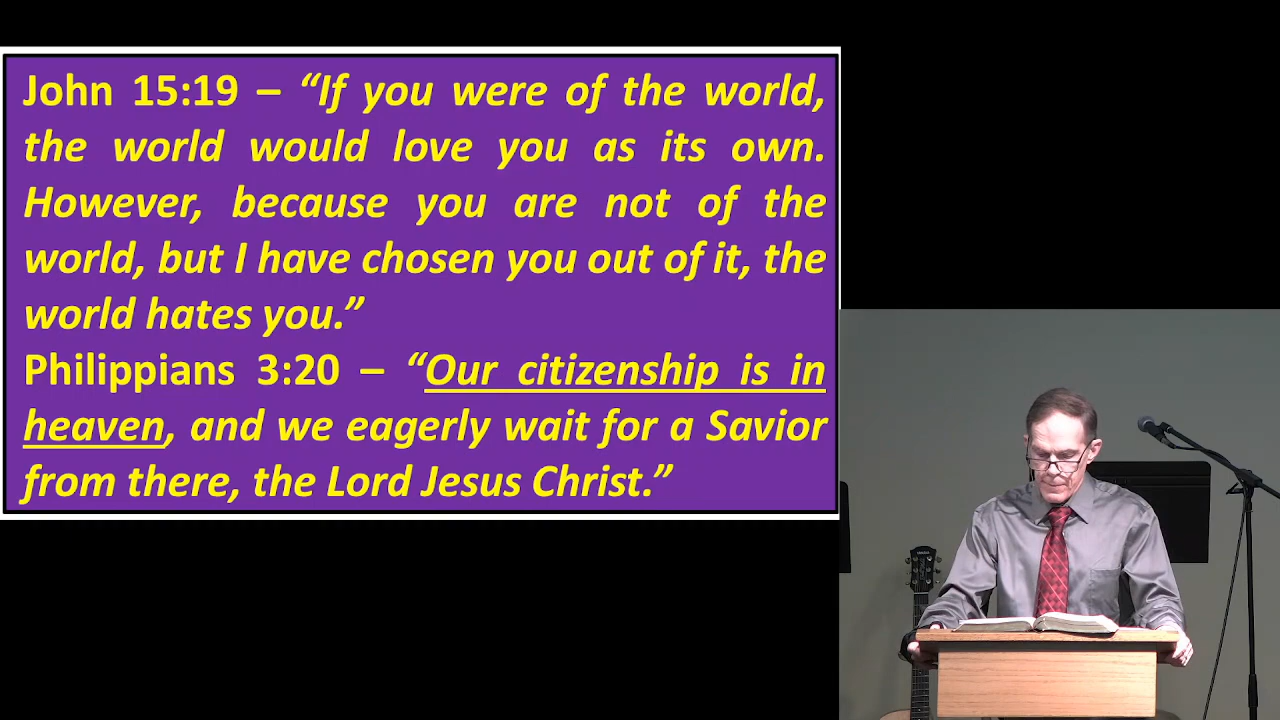 John 15:19 – “If you were of the world,
the world would love you as its own.
However, because you are not of the
world, but I have chosen you out of it, the
world hates you.”
Philippians 3:20 – “Our citizenship is in
heaven, and we eagerly wait for a Savior
from there, the Lord Jesus Christ.”